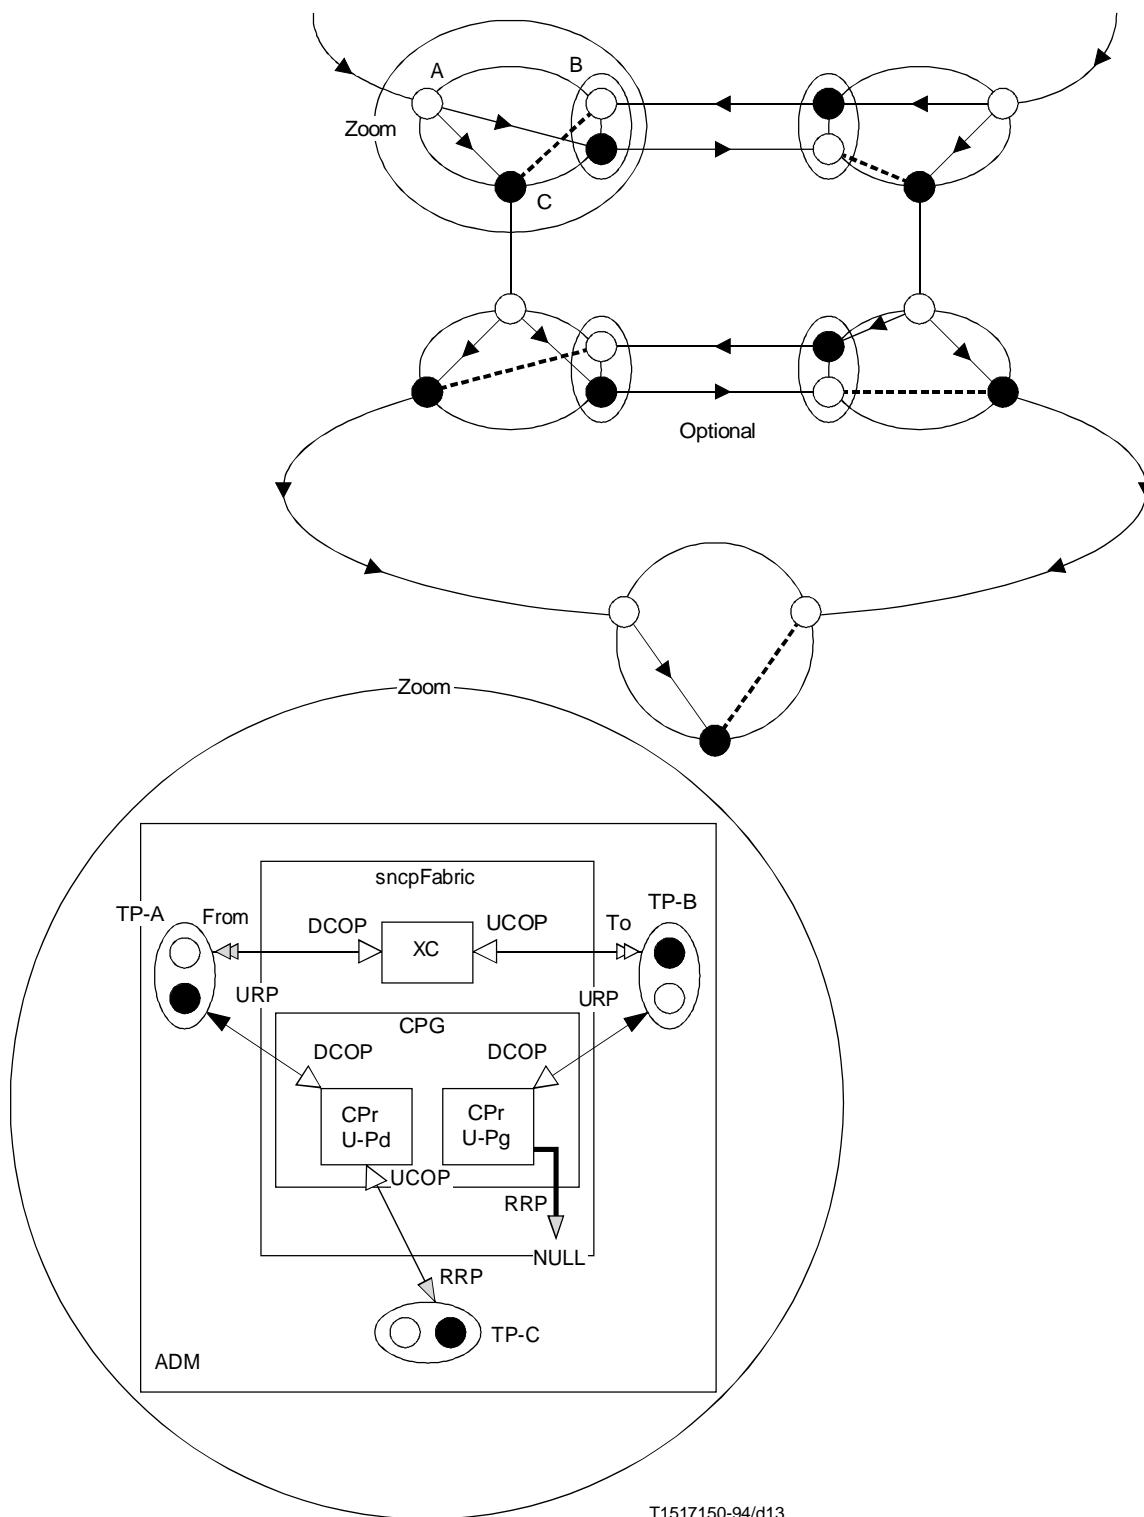 A
B
Zoom
C
Optional
Zoom
sncpFabric
TP-A
From
DCOP
XC
UCOP
To
TP-B
URP
URP
CPG
DCOP
DCOP
CPr
U-Pd
CPr
U-Pg
UCOP
RRP
NULL
RRP
TP-C
ADM
T1517150-94/d13